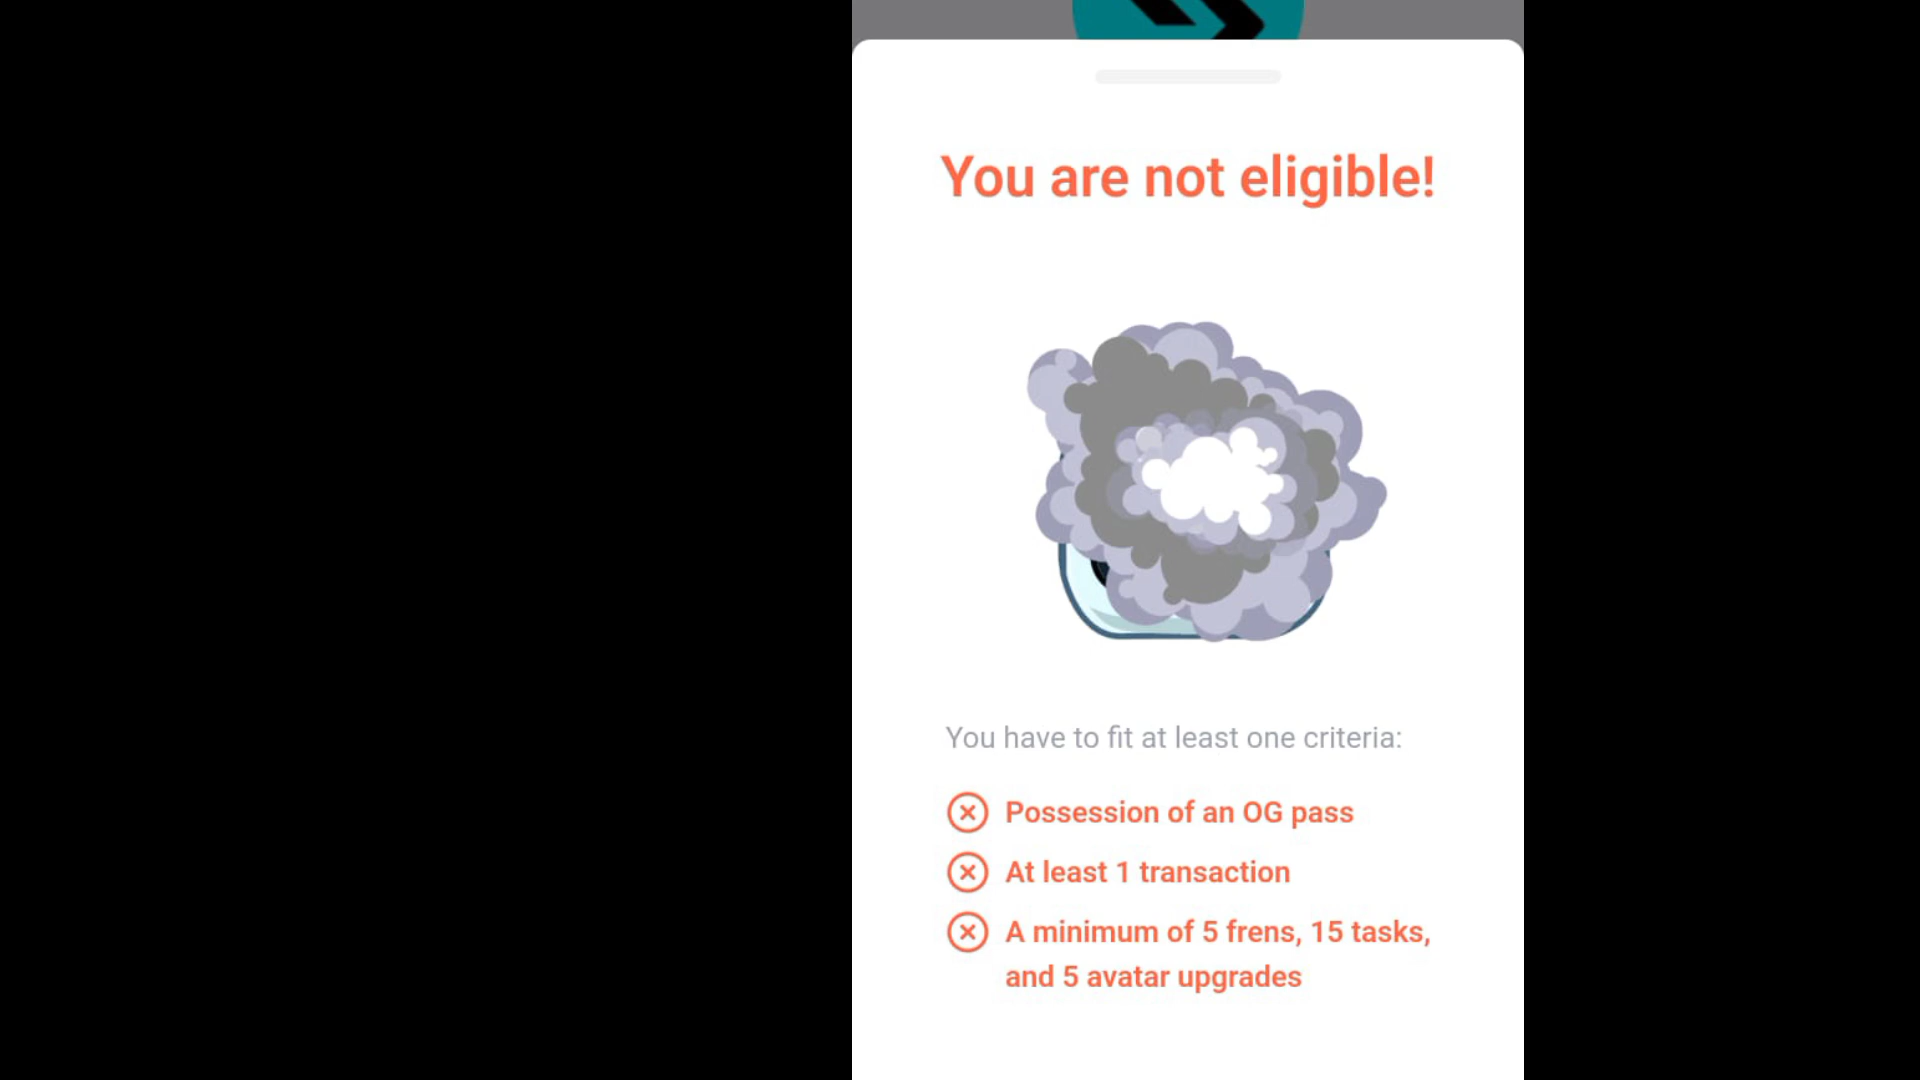 You are not eligible!
You have to fit at least one criteria:
Possession of an OG pass
At least 1 transaction
A minimum of 5 frens, 15 tasks,
and 5 avatar upgrades